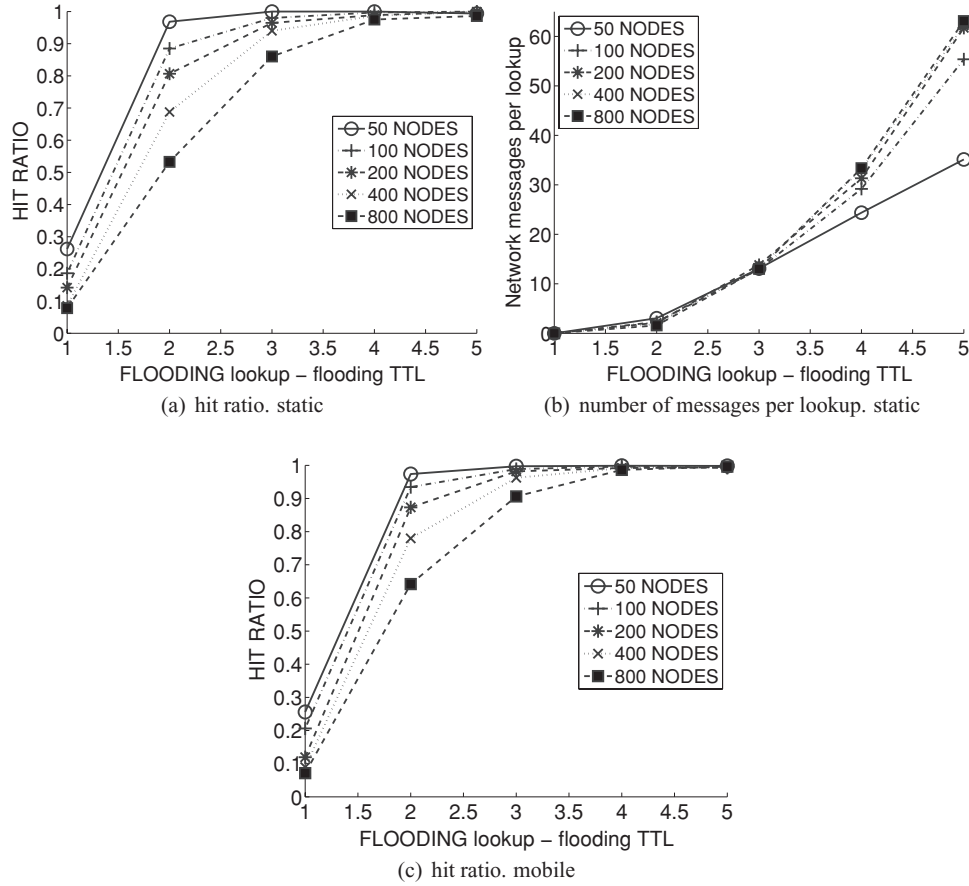 1
0.9
0.8
0.7
0.6
0.5
0.4
0.3
0.2
0.1
0
HIT RATIO
50 NODES
100 NODES
200 NODES
400 NODES
800 NODES
1 1.5 2 2.5 3 3.5 4 4.5 5
FLOODING lookup – flooding TTL
(a) hit ratio. static
60
50
40
30
20
10
0
Network messages per lookup
50 NODES
100 NODES
200 NODES
400 NODES
800 NODES
1 1.5 2 2.5 3 3.5 4 4.5 5
FLOODING lookup – flooding TTL
(b) number of messages per lookup. static
1
0.9
0.8
0.7
0.6
0.5
0.4
0.3
0.2
0.1
0
HIT RATIO
50 NODES
100 NODES
200 NODES
400 NODES
800 NODES
1 1.5 2 2.5 3 3.5 4 4.5 5
FLOODING lookup – flooding TTL
(c) hit ratio. mobile